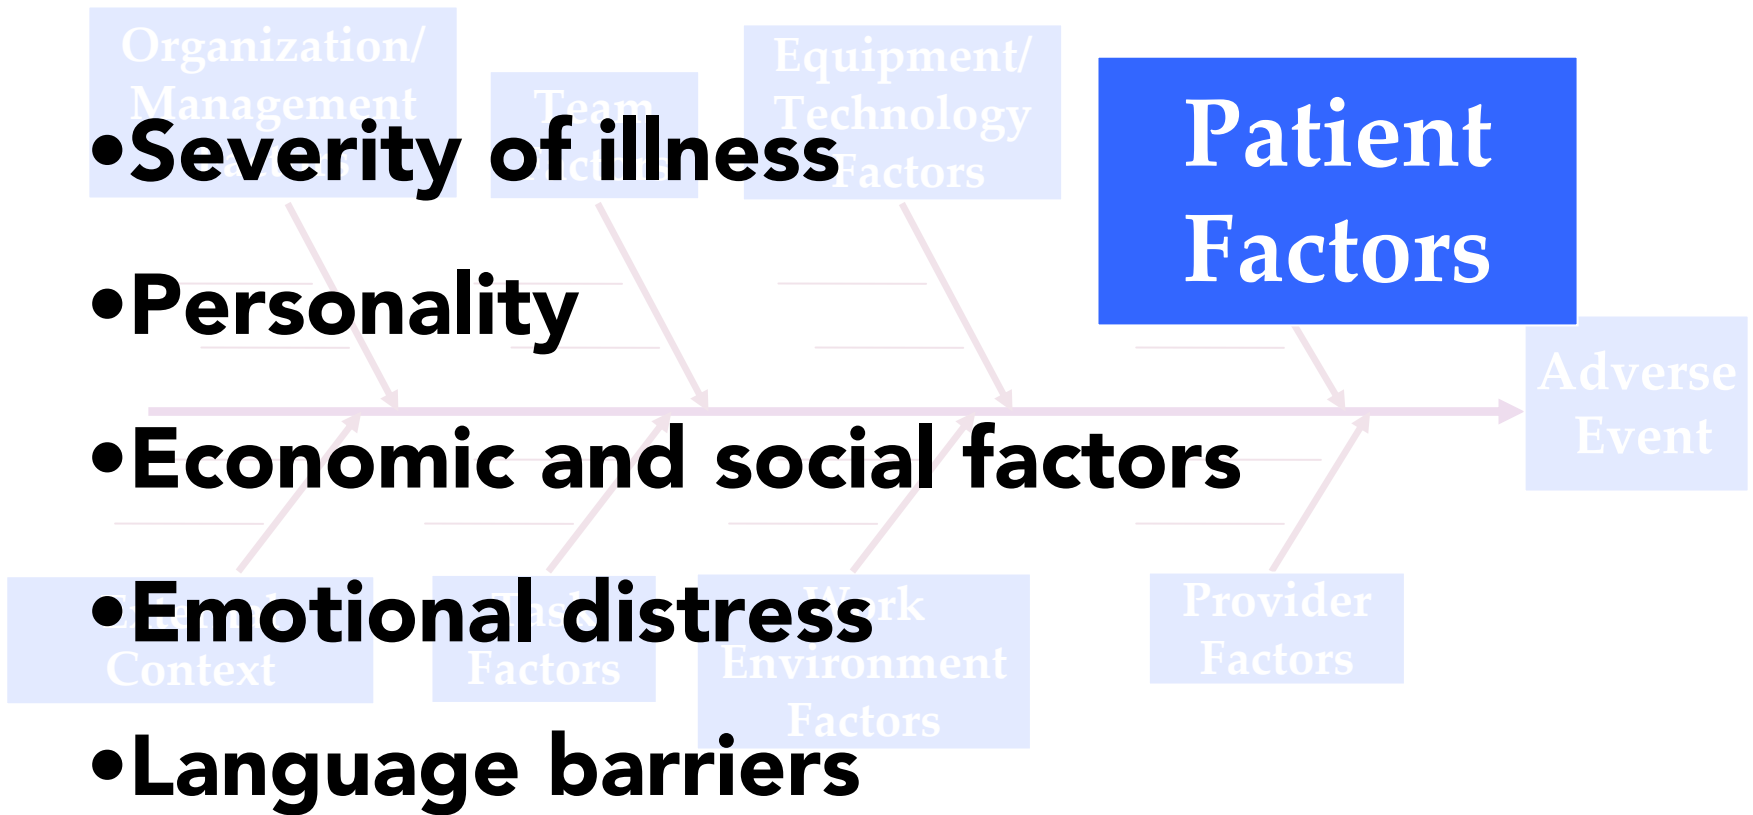 Organization/
Management
Team
Equipment/
Technology
Factors
Patient
Factors
•Severity of illness
•Personality
•Economic and social factors
•Emotional distress
•Language barriers
Adverse
Event
Context
Factors
Work
Environment
Factors
Provider
Factors